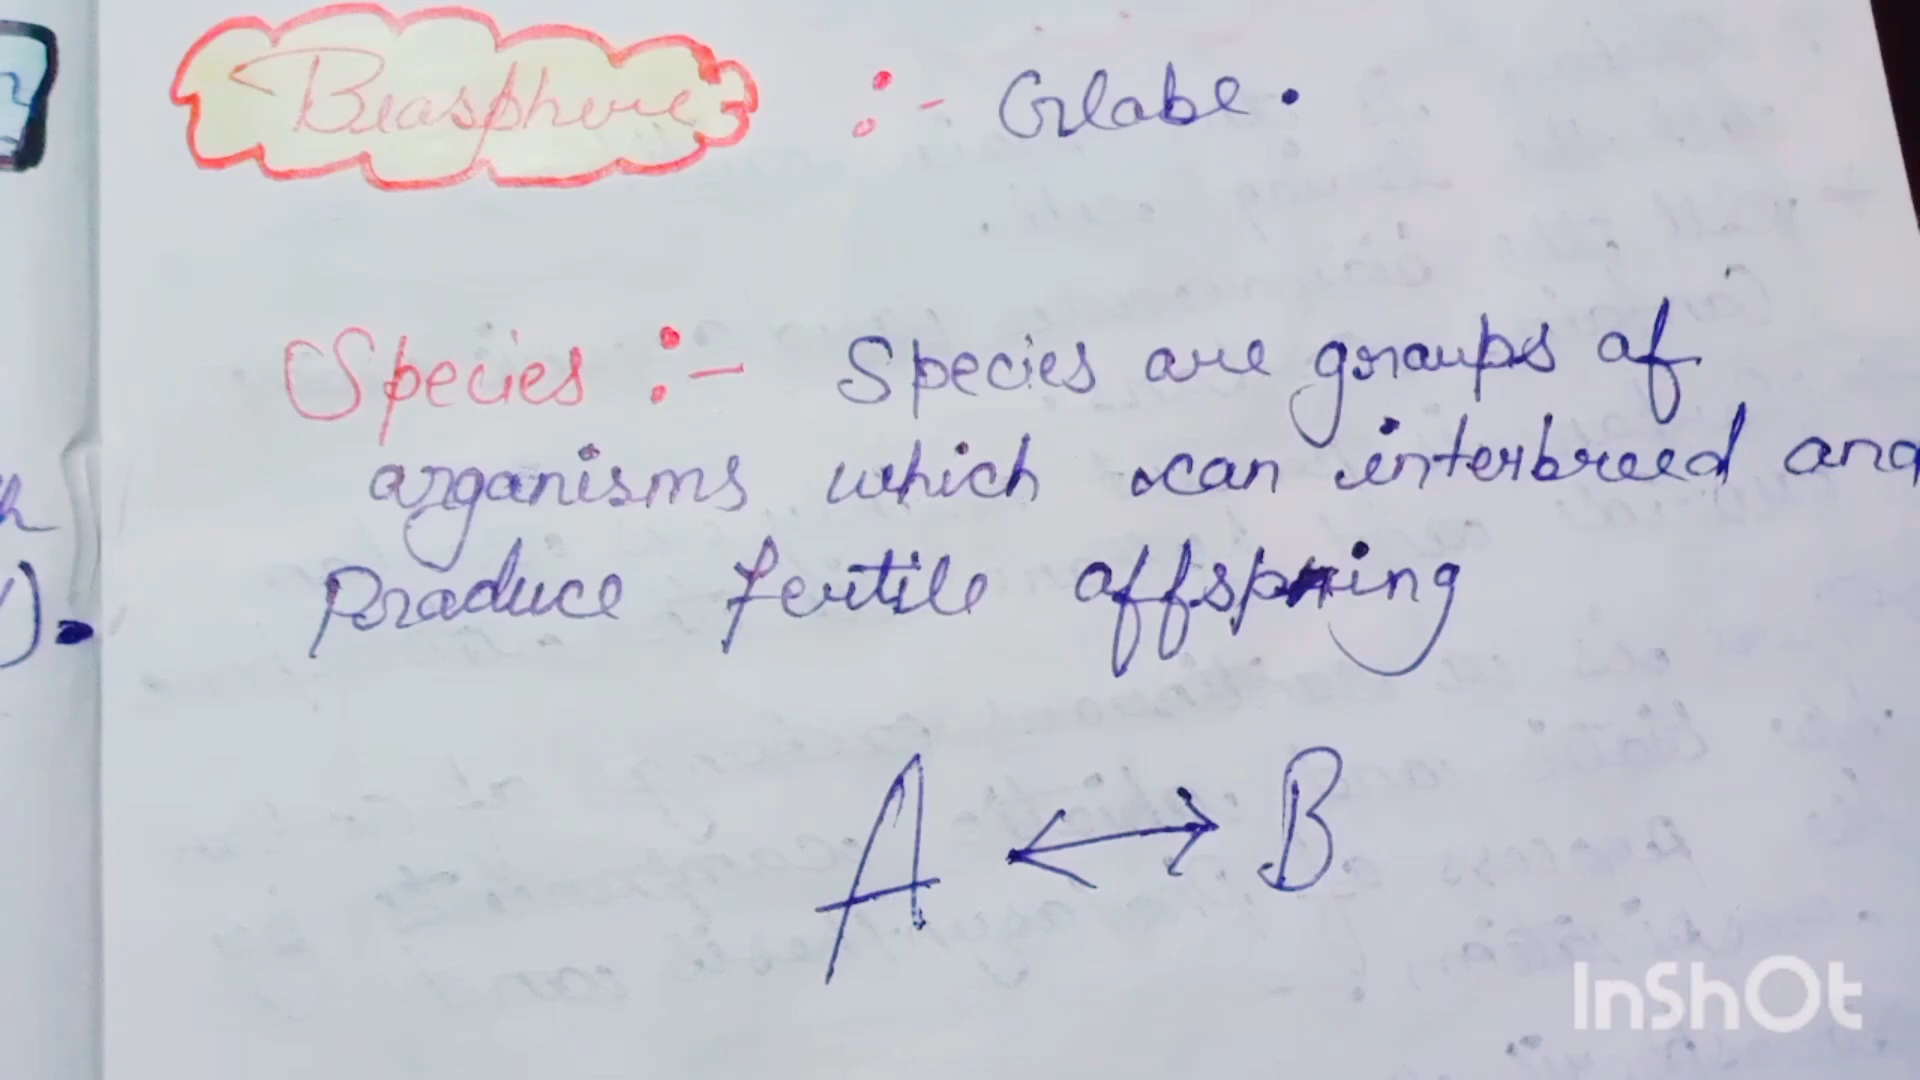 Biosphere :- Globe.
Species :- Species are groups of
organisms which can interbreed and
Produce fertile offspring
A ↔ B
InShOt